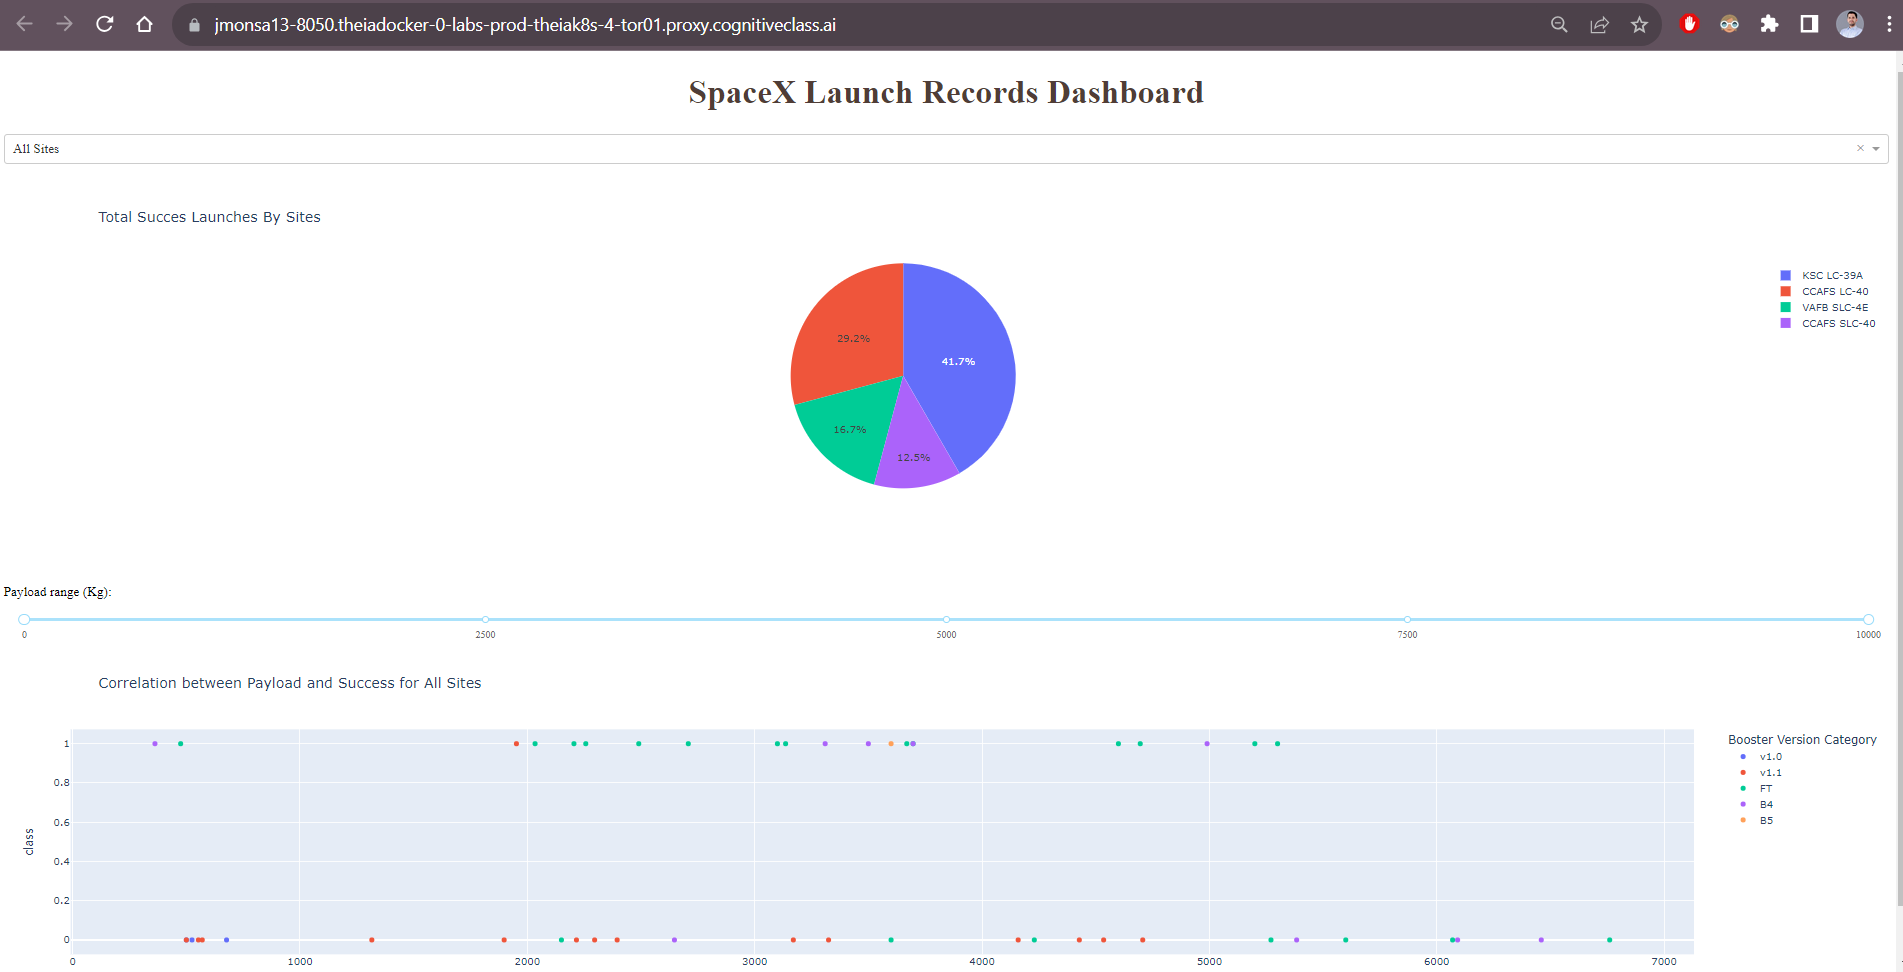 jmonsa13-8050.theiadocker-0-labs-prod-theiak8s-4-tor01.proxy.cognitiveclass.ai
SpaceX Launch Records Dashboard
All Sites
Total Succes Launches By Sites
KSC LC-39A
CCAFS LC-40
VAFB SLC-4E
CCAFS SLC-40
29.2%
41.7%
16.7%
12.5%
Payload range (Kg):
0 2500 5000 7500 10000
Correlation between Payload and Success for All Sites
Booster Version Category
v1.0
v1.1
FT
B4
B5
class
1
0.8
0.6
0.4
0.2
0
0 1000 2000 3000 4000 5000 6000 7000